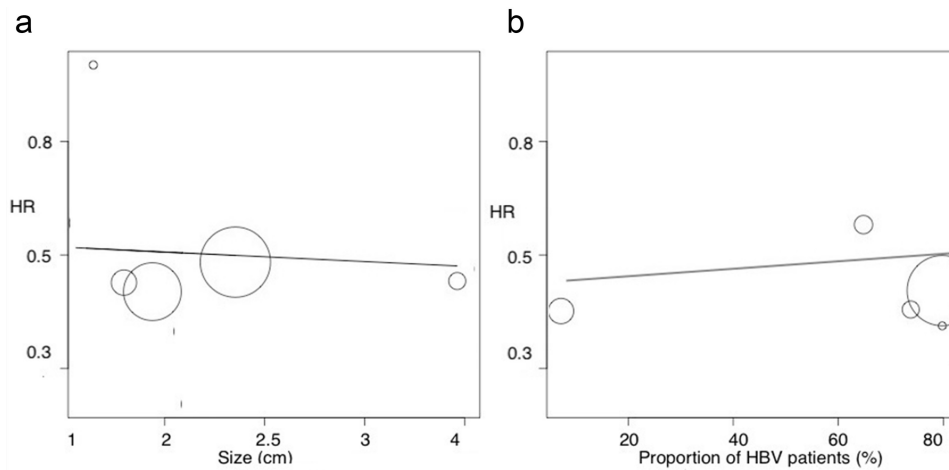 a
0.8
HR
0.5
0.3
1 2 2.5 3 4
Size (cm)
b
0.8
HR
0.5
0.3
20 40 60 80
Proportion of HBV patients (%)